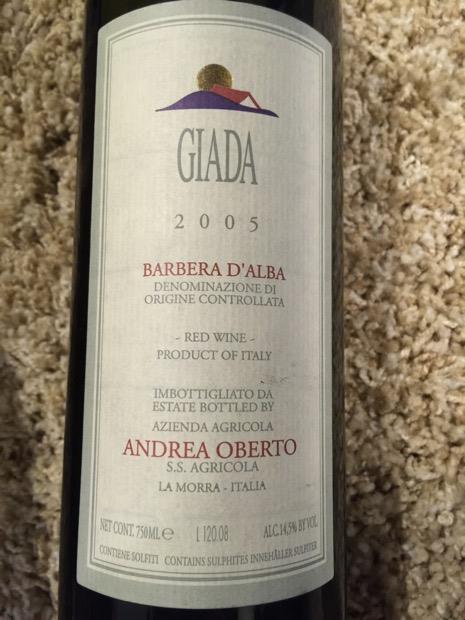 GIADA
2005
BARBERA D'ALBA
DENOMINAZIONE DI
ORIGINE CONTROLLATA
- RED WINE -
PRODUCT OF ITALY
IMBOTTIGLIATO DA
ESTATE BOTTLED BY
AZIENDA AGRICOLA
ANDREA OBERTO
S.S. AGRICOLA
LA MORRA - ITALIA
NET CONT. 750 ML e L 120.08 ALC. 14,5% BY VOL
CONTIENE SOLFITI CONTAINS SULPHITES INNEHÅLLER SULFITER